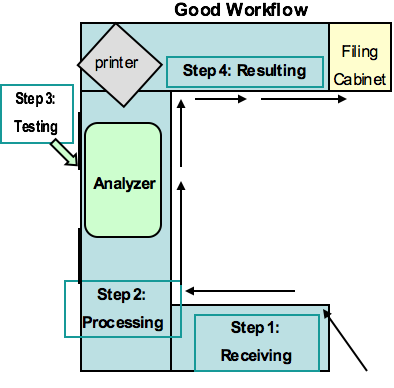 Good Workflow
printer
Step 4: Resulting
Filing
Cabinet
Step 3:
Testing
Analyzer
Step 2:
Processing
Step 1:
Receiving